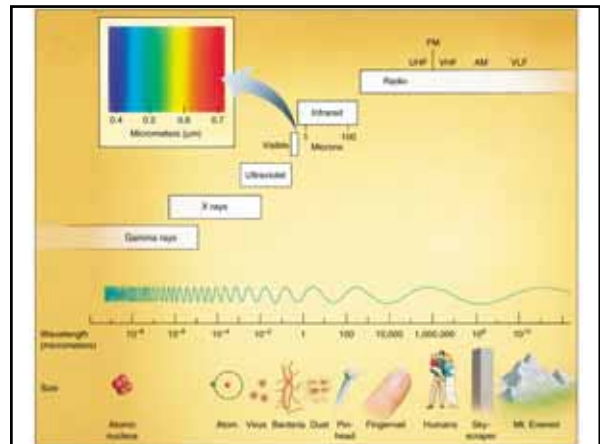 FM
UHF VHF AM VLF
Radio
Infrared
0.4 0.5 0.6 0.7
Micrometers (μm)
1 100
Visible Microns
Ultraviolet
X rays
Gamma rays
Wavelength
(micrometers)
1 100 10,000 1,000,000
Size
Atomic
nucleus
Atom Virus Bacteria Dust Pin-
head
Fingernail Humans Sky-
scraper
Mt. Everest